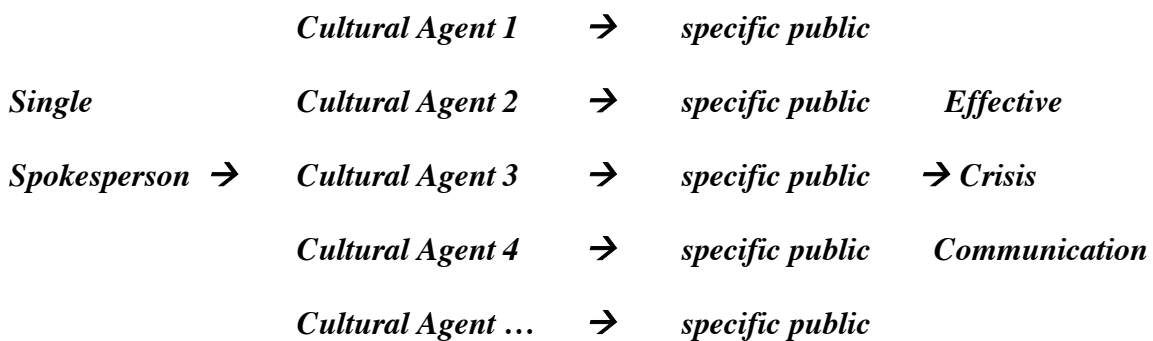 Cultural Agent 1 → specific public
Single Cultural Agent 2 → specific public Effective
Spokesperson → Cultural Agent 3 → specific public → Crisis
Cultural Agent 4 → specific public Communication
Cultural Agent … → specific public